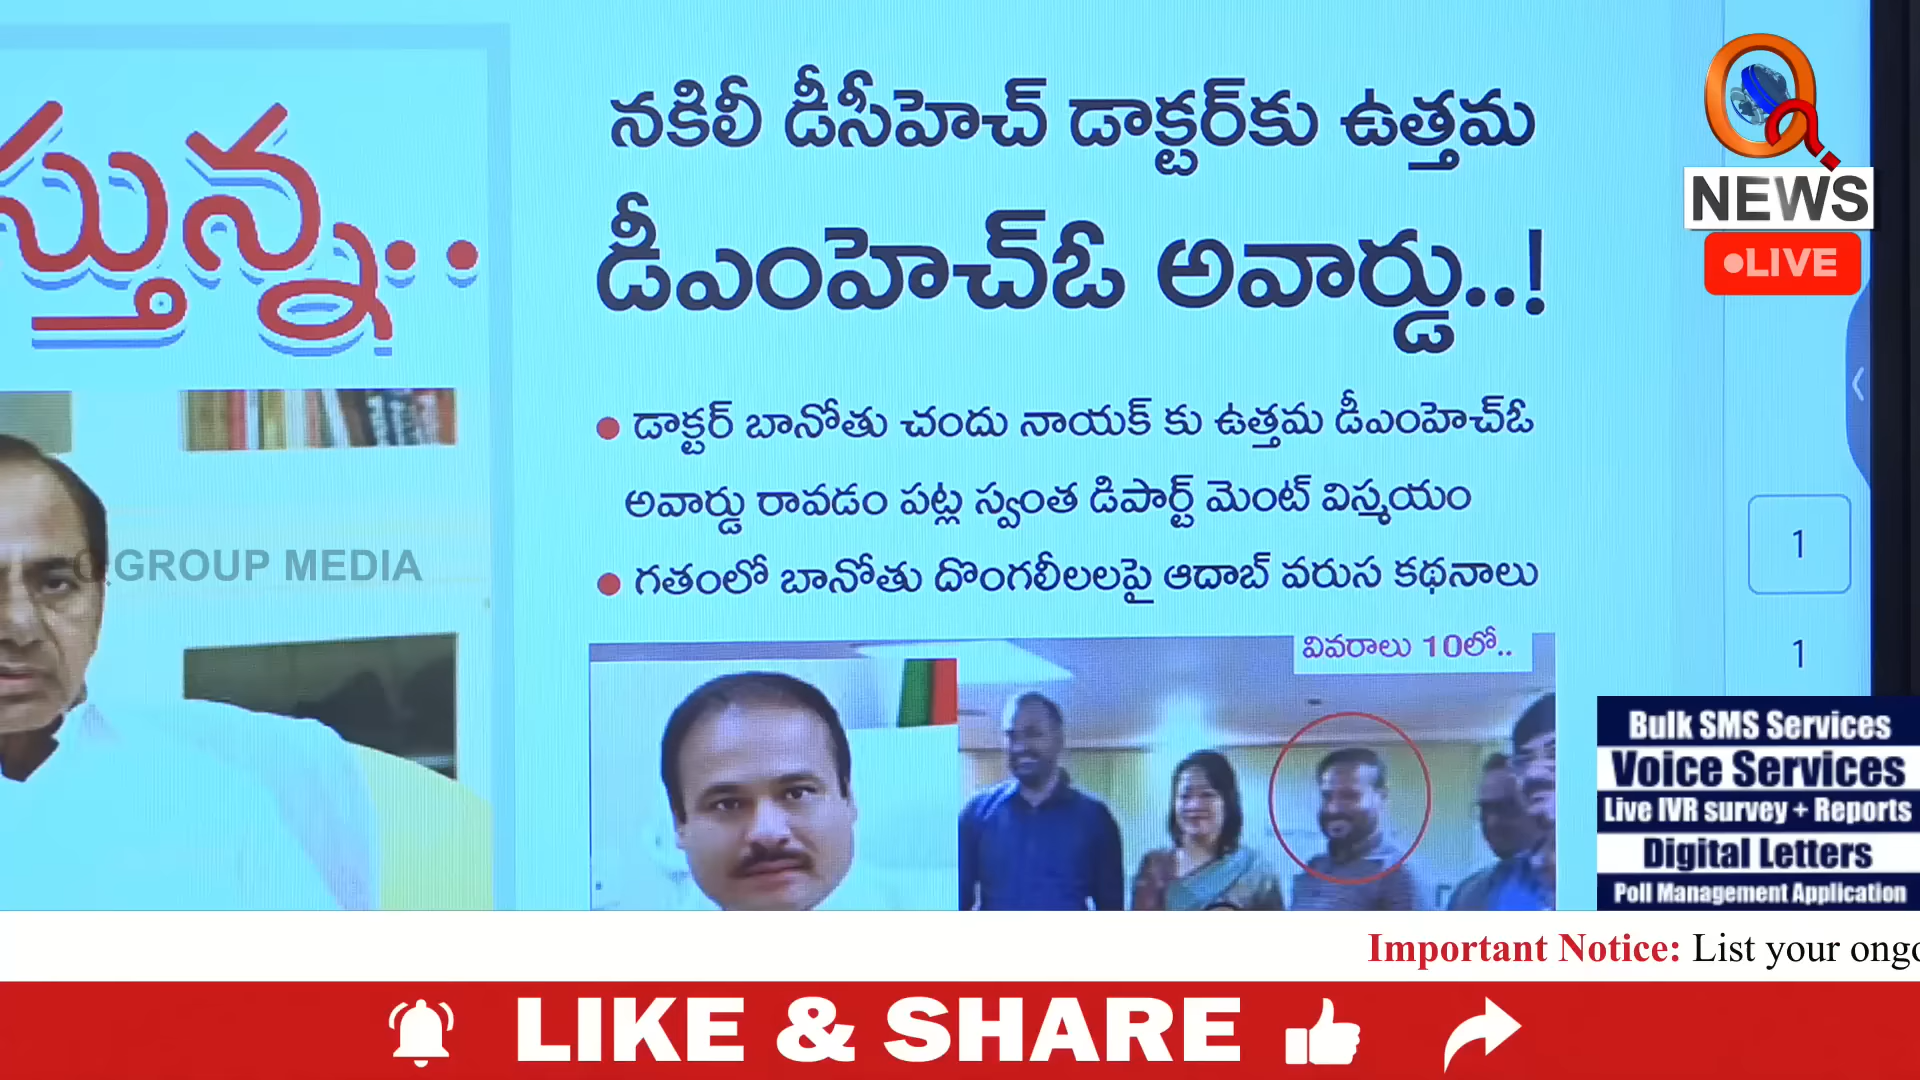 నకిలీ డీసీహెచ్ డాక్టర్‌కు ఉత్తమ
డీఎంహెచ్‌ఓ అవార్డు..!
స్తున్న..
• డాక్టర్ బానోతు చందు నాయక్ కు ఉత్తమ డీఎంహెచ్‌ఓ
అవార్డు రావడం పట్ల స్వంత డిపార్ట్ మెంట్ విస్మయం
• గతంలో బానోతు దొంగలీలలపై ఆదాబ్ వరుస కథనాలు
వివరాలు 10లో..
Q.GROUP MEDIA
Q
NEWS
LIVE
1
1
Bulk SMS Services
Voice Services
Live IVR survey + Reports
Digital Letters
Poll Management Application
Important Notice: List your ongo
LIKE & SHARE